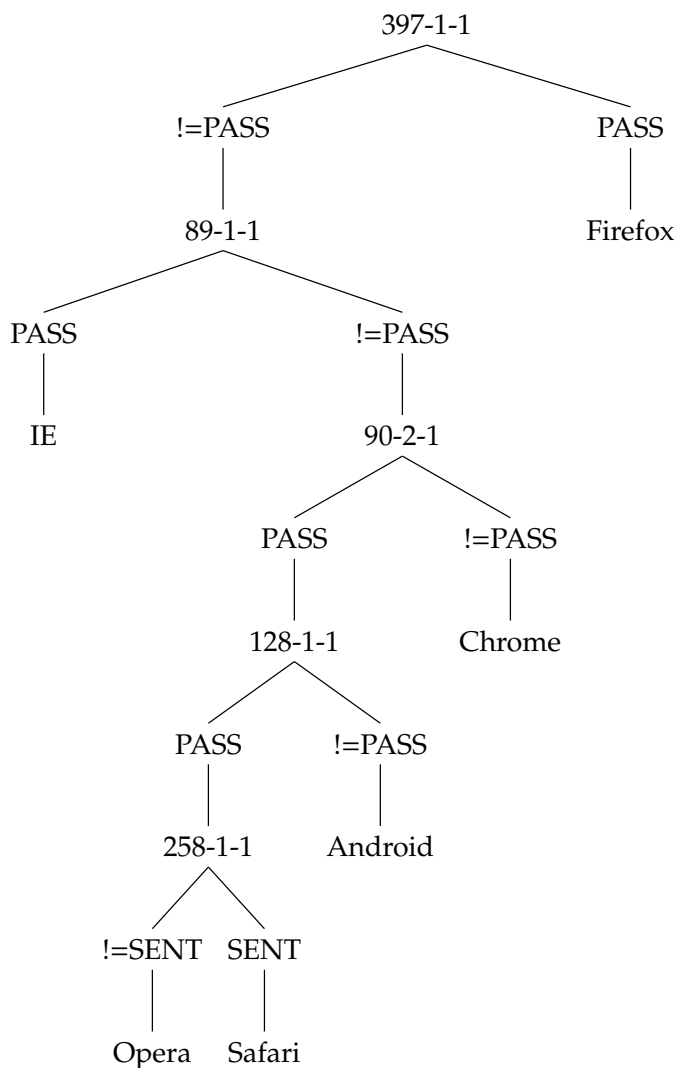 397-1-1
!=PASS PASS
89-1-1 Firefox
PASS !=PASS
IE 90-2-1
PASS !=PASS
128-1-1 Chrome
PASS !=PASS
258-1-1 Android
!=SENT SENT
Opera Safari